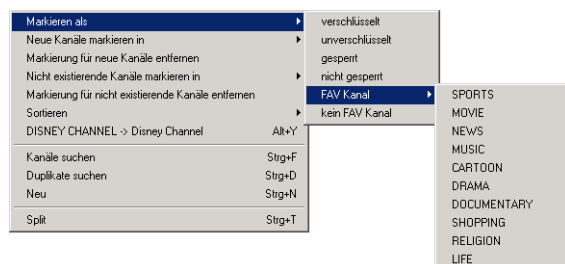 Markieren als
Neue Kanäle markieren in
Markierung für neue Kanäle entfernen
Nicht existierende Kanäle markieren in
Markierung für nicht existierende Kanäle entfernen
Sortieren
DISNEY CHANNEL -> Disney Channel Alt+Y
Kanäle suchen Strg+F
Duplikate suchen Strg+D
Neu Strg+N
Split Strg+T
verschlüsselt
unverschlüsselt
gesperrt
nicht gesperrt
FAV Kanal
kein FAV Kanal
SPORTS
MOVIE
NEWS
MUSIC
CARTOON
DRAMA
DOCUMENTARY
SHOPPING
RELIGION
LIFE